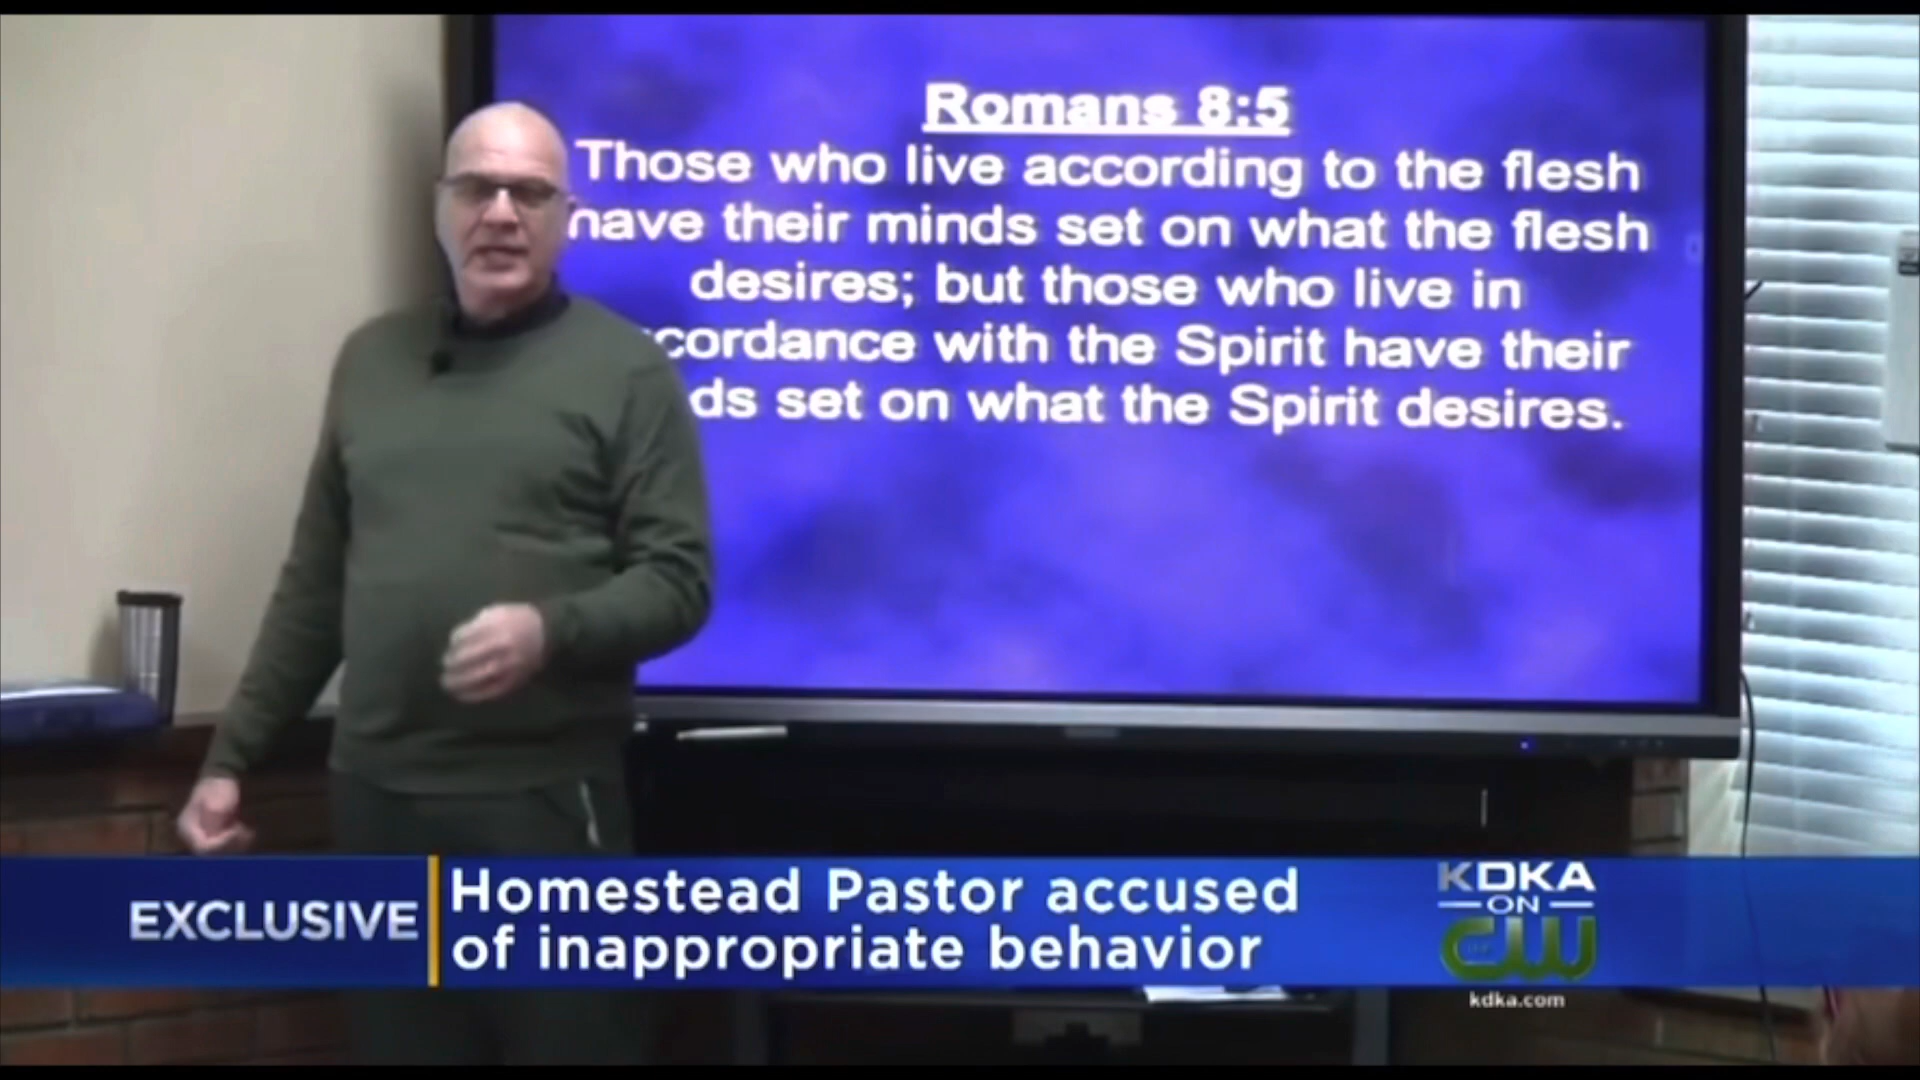 Romans 8:5
Those who live according to the flesh
have their minds set on what the flesh
desires; but those who live in
cordance with the Spirit have their
ds set on what the Spirit desires.
EXCLUSIVE
Homestead Pastor accused
of inappropriate behavior
KDKA
ON
CW
kdka.com